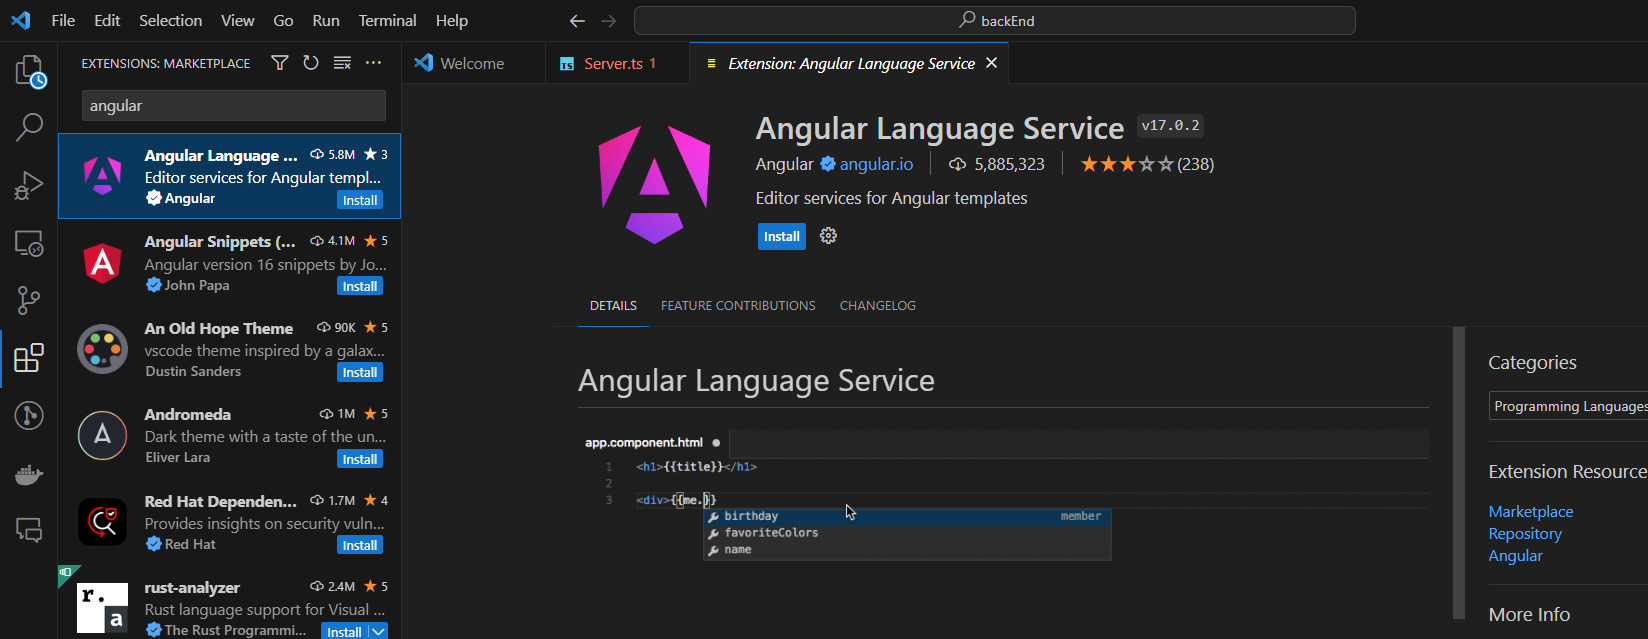 File Edit Selection View Go Run Terminal Help
backEnd
EXTENSIONS: MARKETPLACE
angular
Angular Language ... 5.8M ★ 3
Editor services for Angular templ...
Angular Install
Angular Snippets (... 4.1M ★ 5
Angular version 16 snippets by Jo...
John Papa Install
An Old Hope Theme 90K ★ 5
vscode theme inspired by a galax...
Dustin Sanders Install
Andromeda 1M ★ 5
Dark theme with a taste of the un...
Eliver Lara Install
Red Hat Dependen... 1.7M ★ 4
Provides insights on security vuln...
Red Hat Install
r.
a
rust-analyzer 2.4M ★ 5
Rust language support for Visual ...
The Rust Programmi... Install
Welcome
TS Server.ts 1
Extension: Angular Language Service
Angular Language Service v17.0.2
Angular angular.io 5,885,323 ★★★☆☆ (238)
Editor services for Angular templates
Install
DETAILS FEATURE CONTRIBUTIONS CHANGELOG
Angular Language Service
app.component.html
1 <h1>{{title}}</h1>
2
3 <div>{{me.}}
birthday member
favoriteColors
name
Categories
Programming Languages
Extension Resource
Marketplace
Repository
Angular
More Info